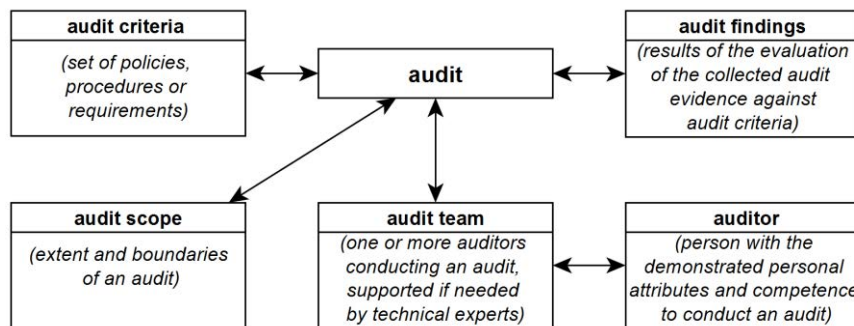 audit criteria
(set of policies,
procedures or
requirements)
audit
audit findings
(results of the evaluation
of the collected audit
evidence against
audit criteria)
audit scope
(extent and boundaries
of an audit)
audit team
(one or more auditors
conducting an audit,
supported if needed
by technical experts)
auditor
(person with the
demonstrated personal
attributes and competence
to conduct an audit)